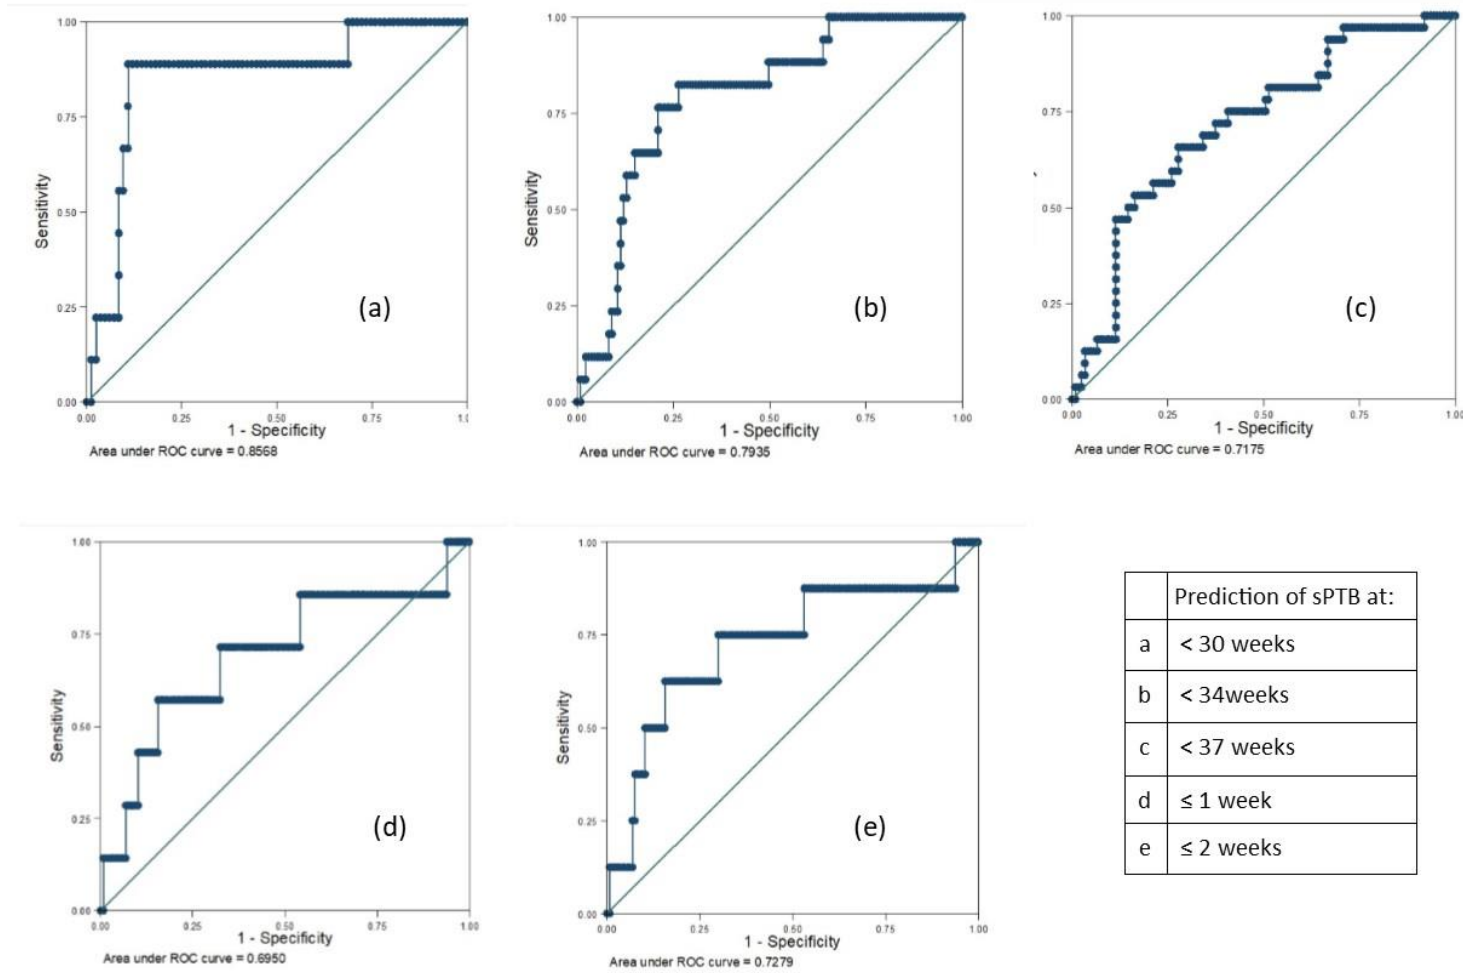 1.00
0.75
0.50
0.25
0.00
Sensitivity
0.00 0.25 0.50 0.75 1.0
1 - Specificity
Area under ROC curve = 0.8568
(a)
1.00
0.75
0.50
0.25
0.00
Sensitivity
0.00 0.25 0.50 0.75 1.00
1 - Specificity
Area under ROC curve = 0.7935
(b)
1.00
0.75
0.50
0.25
0.00
0.00 0.25 0.50 0.75 1.00
1 - Specificity
Area under ROC curve = 0.7175
(c)
1.00
0.75
0.50
0.25
0.00
Sensitivity
0.00 0.25 0.50 0.75 1.00
1 - Specificity
Area under ROC curve = 0.6950
(d)
1.00
0.75
0.50
0.25
0.00
Sensitivity
0.00 0.25 0.50 0.75 1.00
1 - Specificity
Area under ROC curve = 0.7279
(e)
Prediction of sPTB at:
a < 30 weeks
b < 34weeks
c < 37 weeks
d ≤ 1 week
e ≤ 2 weeks